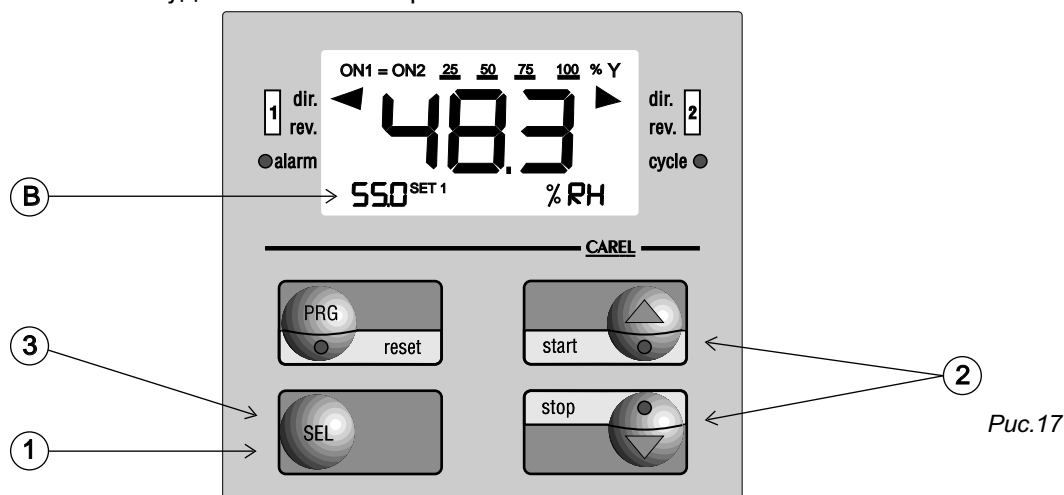 ON1 = ON2 25 50 75 100 % Y
1 dir. rev.
48.3
dir. rev. 2
alarm
cycle
B
55.0 SET 1 % RH
CAREL
PRG
reset
start
3
2
SEL
stop
1
Рис.17